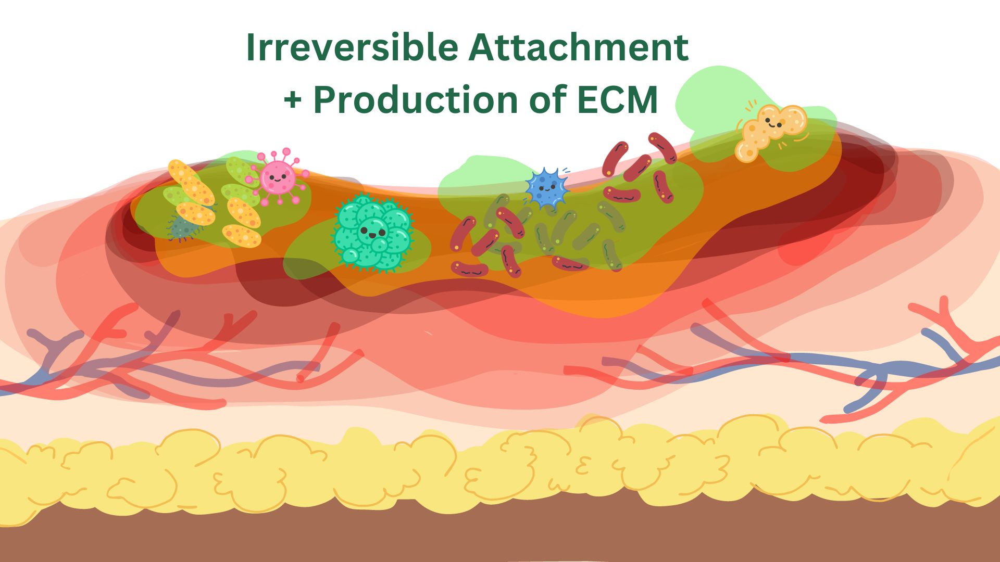 Irreversible Attachment
+ Production of ECM